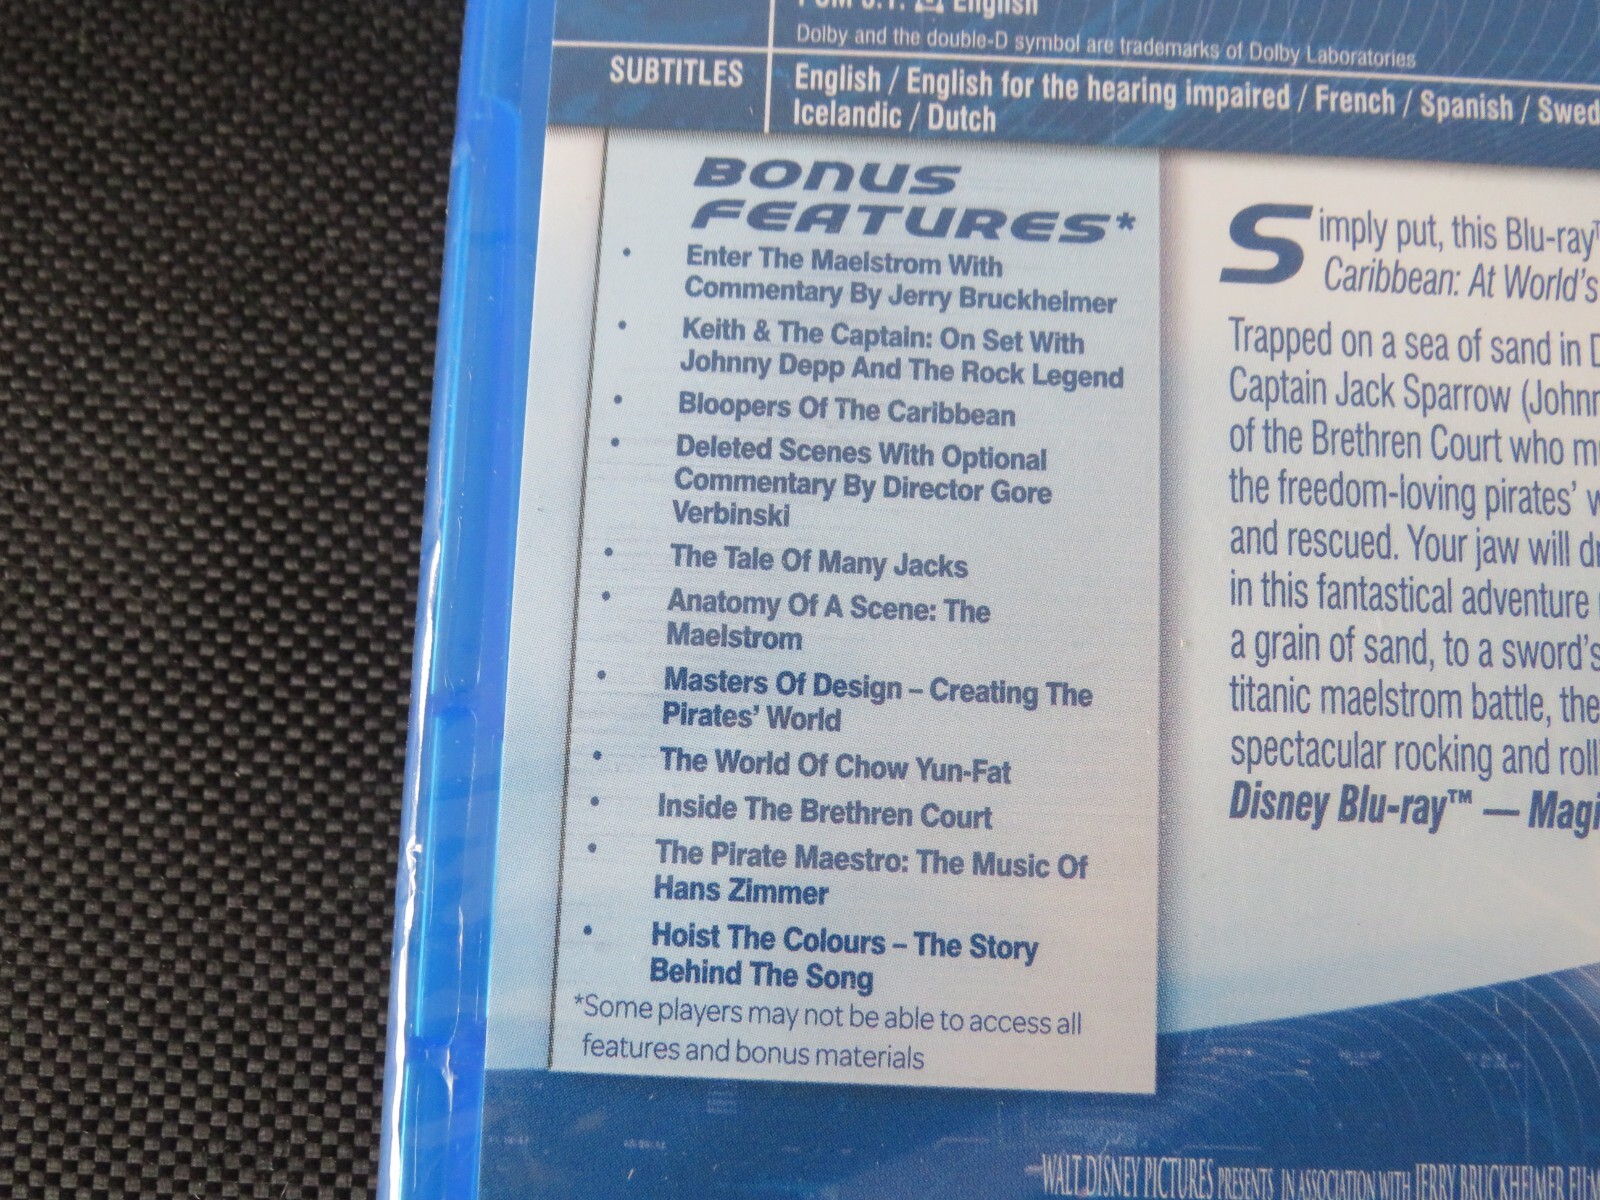 PCM 5.1: English
Dolby and the double-D symbol are trademarks of Dolby Laboratories
SUBTITLES
English / English for the hearing impaired / French / Spanish /
Icelandic / Dutch
BONUS
FEATURES*
• Enter The Maelstrom With
Commentary By Jerry Bruckheimer
• Keith & The Captain: On Set With
Johnny Depp And The Rock Legend
• Bloopers Of The Caribbean
• Deleted Scenes With Optional
Commentary By Director Gore
Verbinski
• The Tale Of Many Jacks
• Anatomy Of A Scene: The
Maelstrom
• Masters Of Design – Creating The
Pirates' World
• The World Of Chow Yun-Fat
• Inside The Brethren Court
• The Pirate Maestro: The Music Of
Hans Zimmer
• Hoist The Colours – The Story
Behind The Song
*Some players may not be able to access all
features and bonus materials
Simply put, this Blu-ray
Caribbean: At World's
Trapped on a sea of sand in
Captain Jack Sparrow
of the Brethren Court who
the freedom-loving pirates'
and rescued. Your jaw will
in this fantastical adventure
a grain of sand, to a sword's
titanic maelstrom battle, the
spectacular rocking and
Disney Blu-ray™ —
WALT DISNEY PICTURES PRESENTS IN ASSOCIATION WITH JERRY BRUCKHEIMER